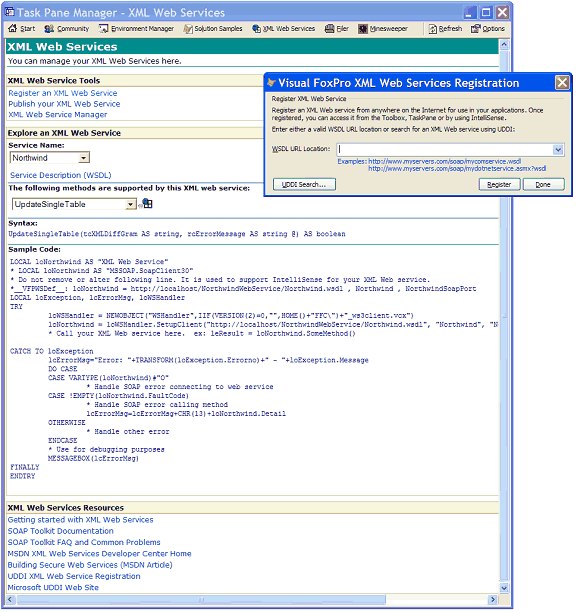 Task Pane Manager - XML Web Services
Start Community Environment Manager Solution Samples XML Web Services Filer Minesweeper Refresh Options
XML Web Services
You can manage your XML Web Services here.
XML Web Service Tools
Register an XML Web Service
Publish your XML Web Service
XML Web Service Manager
Explore an XML Web Service
Service Name:
Northwind
Service Description (WSDL)
The following methods are supported by this XML web service:
UpdateSingleTable
Syntax:
UpdateSingleTable(tcXMLDiffGram AS string, rcErrorMessage AS string @) AS boolean
Sample Code:
LOCAL loNorthwind AS "XML Web Service"
* LOCAL loNorthwind AS "MSSOAP.SoapClient30"
* Do not remove or alter following line. It is used to support IntelliSense for your XML Web service.
*__VFPWSDef__: loNorthwind = http://localhost/NorthwindWebService/Northwind.wsdl , Northwind , NorthwindSoapPort
LOCAL loException, lcErrorMsg, loWSHandler
TRY
loWSHandler = NEWOBJECT("WSHandler",IIF(VERSION(2)=0,"",HOME()+"FFC\")+"_ws3client.vcx")
loNorthwind = loWSHandler.SetupClient("http://localhost/NorthwindWebService/Northwind.wsdl", "Northwind", "N
* Call your XML Web service here.  ex: leResult = loNorthwind.SomeMethod()
CATCH TO loException
lcErrorMsg="Error: "+TRANSFORM(loException.Errorno)+" - "+loException.Message
DO CASE
CASE VARTYPE(loNorthwind)#"O"
* Handle SOAP error connecting to web service
CASE !EMPTY(loNorthwind.FaultCode)
* Handle SOAP error calling method
lcErrorMsg=lcErrorMsg+CHR(13)+loNorthwind.Detail
OTHERWISE
* Handle other error
ENDCASE
* Use for debugging purposes
MESSAGEBOX(lcErrorMsg)
FINALLY
ENDTRY
XML Web Services Resources
Getting started with XML Web Services
SOAP Toolkit Documentation
SOAP Toolkit FAQ and Common Problems
MSDN XML Web Services Developer Center Home
Building Secure Web Services (MSDN Article)
UDDI XML Web Service Registration
Microsoft UDDI Web Site
Visual FoxPro XML Web Services Registration
Register XML Web Service
Register an XML Web service from anywhere on the Internet for use in your applications. Once
registered, you can access it from the Toolbox, TaskPane or by using IntelliSense.
Enter either a valid WSDL URL location or search for an XML Web service using UDDI:
WSDL URL Location:
Examples: http://www.myservers.com/soap/mycomservice.wsdl
http://www.myservers.com/soap/mydotnetservice.asmx?wsdl
UDDI Search... Register Done